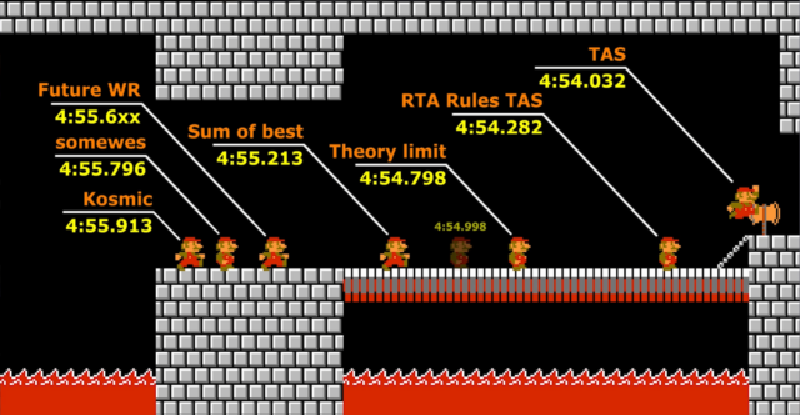 TAS
4:54.032
Future WR
4:55.6xx
RTA Rules TAS
4:54.282
somewes
4:55.796
Sum of best
4:55.213
Theory limit
4:54.798
Kosmic
4:55.913
4:54.998